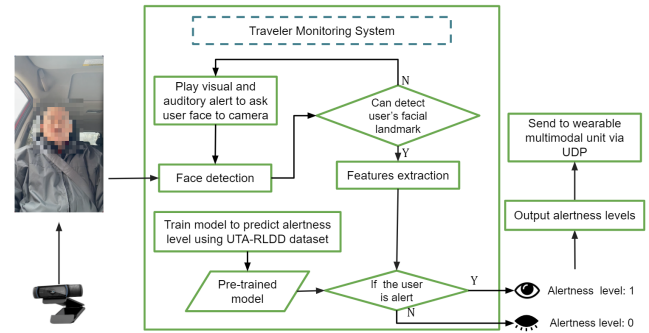 Traveler Monitoring System
N
Play visual and
auditory alert to ask
user face to camera
Can detect
user's facial
landmark
Y
Face detection
Features extraction
Send to wearable
multimodal unit via
UDP
Output alertness levels
Train model to predict alertness
level using UTA-RLDD dataset
Pre-trained
model
If the user
is alert
Y
Alertness level: 1
N
Alertness level: 0